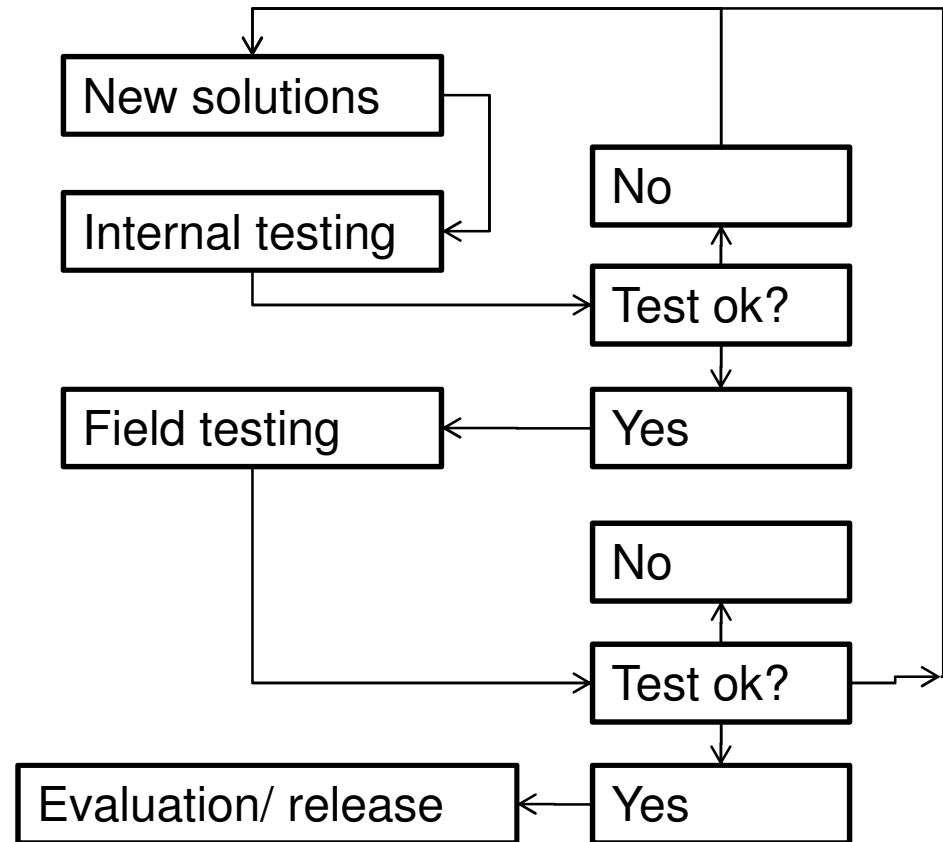 New solutions
No
Internal testing
Test ok?
Field testing
Yes
No
Test ok?
Evaluation/ release
Yes